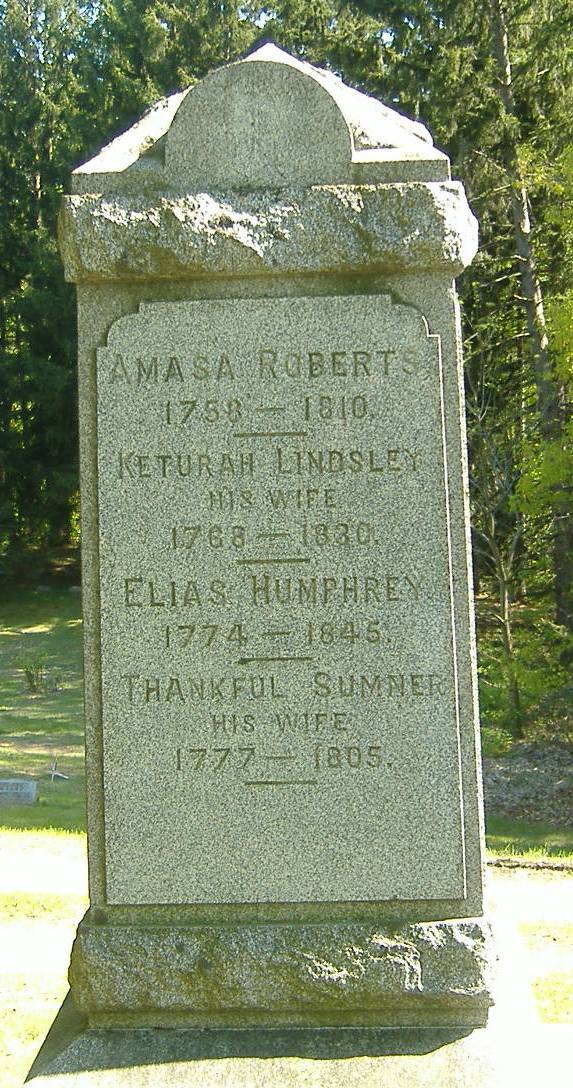 AMASA ROBERTS
1758 — 1810.
KETURAH LINDSLEY
HIS WIFE
1763 — 1830.
ELIAS HUMPHREY
1774 — 1845.
THANKFUL SUMNER
HIS WIFE
1777 — 1805.